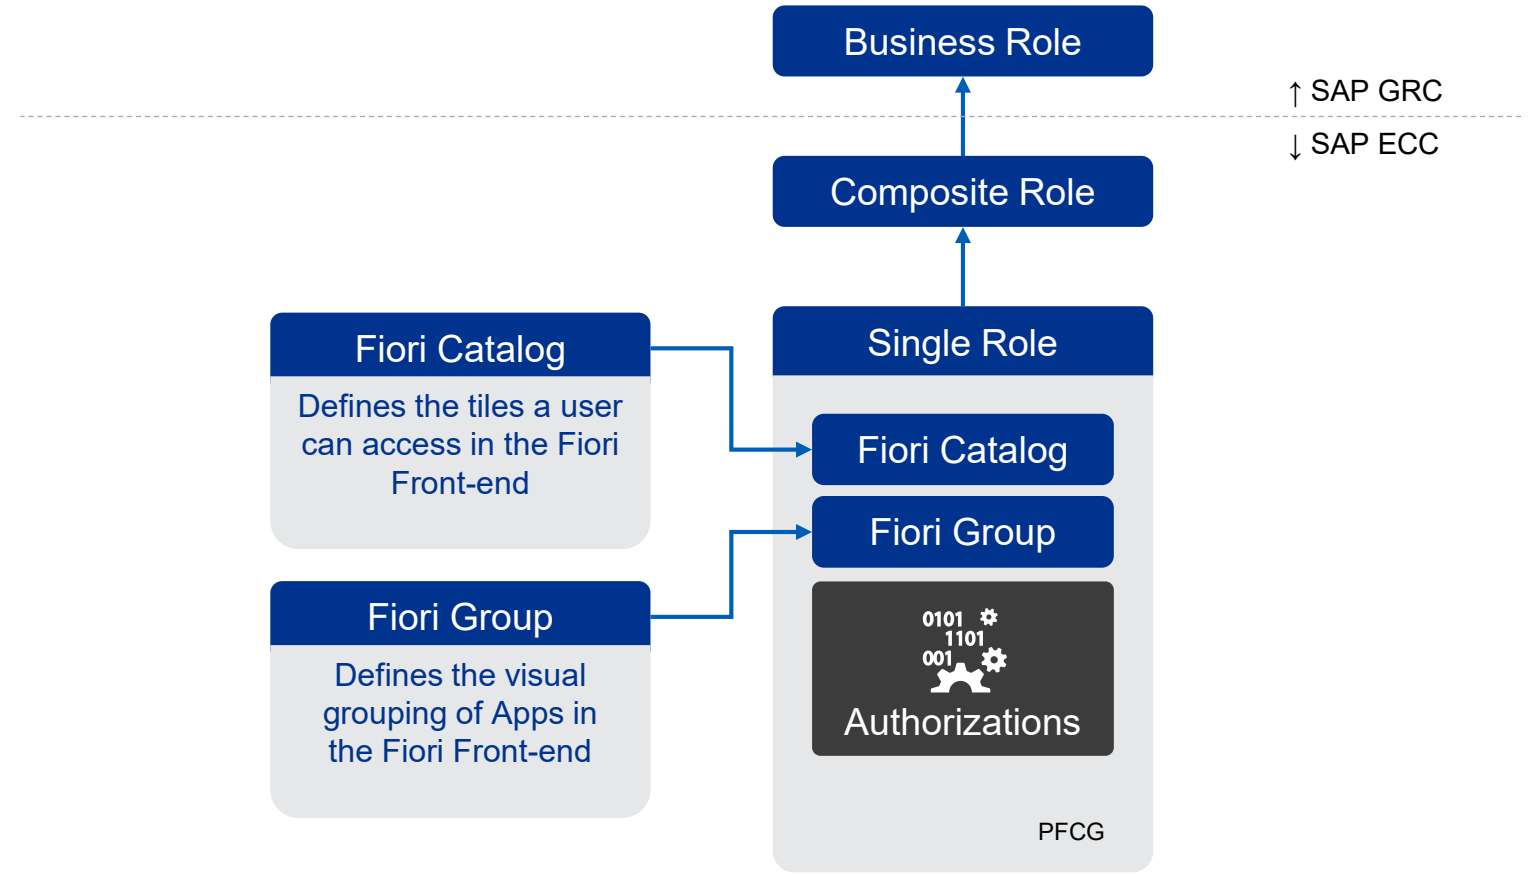 Business Role
↑ SAP GRC
↓ SAP ECC
Composite Role
Fiori Catalog
Defines the tiles a user
can access in the Fiori
Front-end
Fiori Group
Defines the visual
grouping of Apps in
the Fiori Front-end
Single Role
Fiori Catalog
Fiori Group
0101
1101
001
Authorizations
PFCG